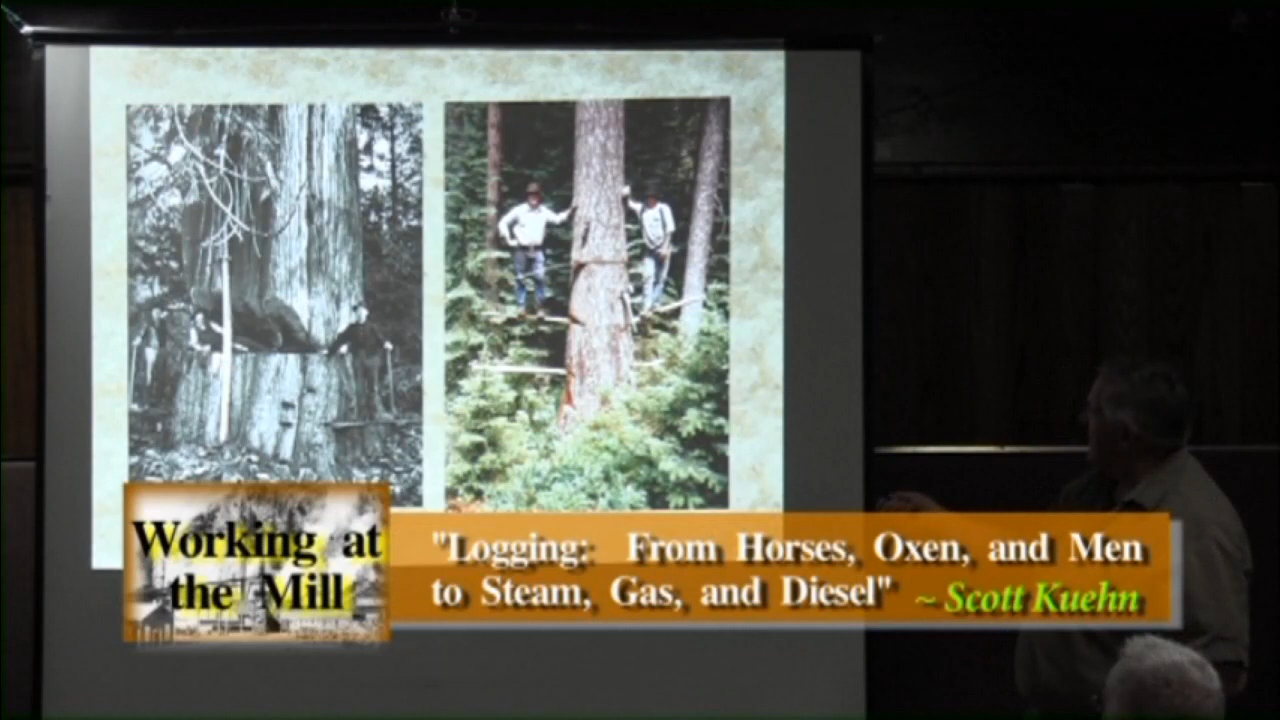 Working at
the Mill
"Logging: From Horses, Oxen, and Men
to Steam, Gas, and Diesel" ~ Scott Kuehn